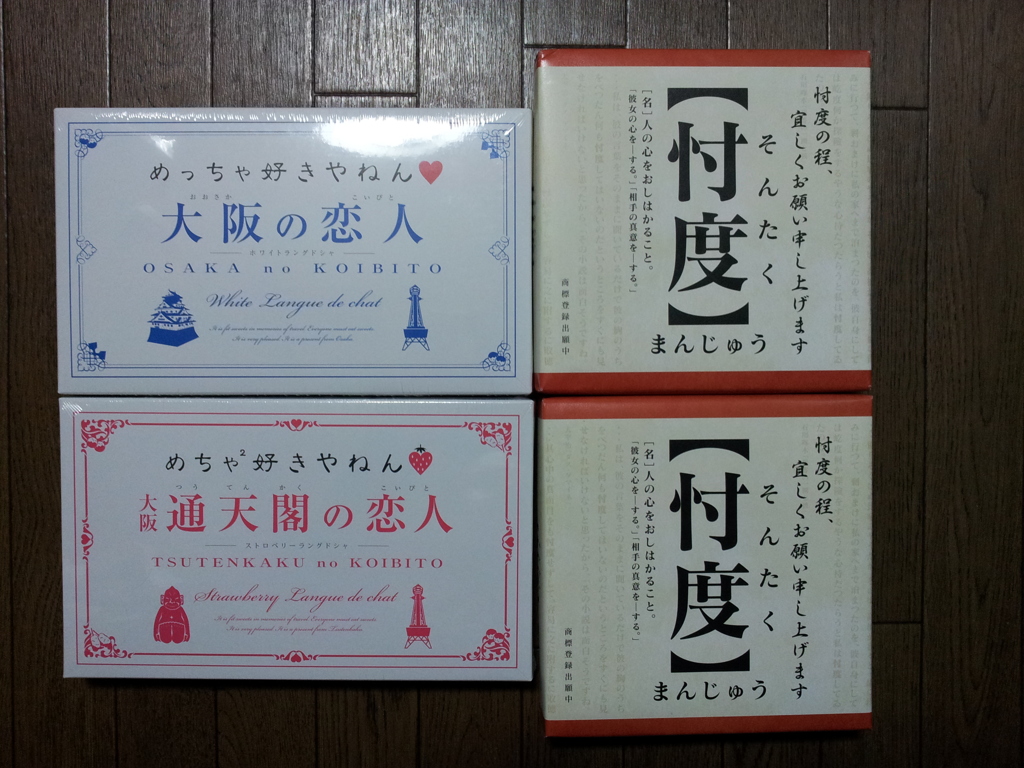 めっちゃ好きやねん
おおさか こいびと
大阪の恋人
ホワイトラングドシャ
OSAKA no KOIBITO
White Langue de chat
めちゃ²好きやねん
つうてんかく こいびと
大阪 通天閣の恋人
ストロベリーラングドシャ
TSUTENKAKU no KOIBITO
Strawberry Langue de chat
忖度の程、
宜しくお願い申し上げます
そんたく
【忖度】
まんじゅう
[名]人の心をおしはかること。
「彼女の心を―する。」「相手の真意を―する。」
商標登録出願中
忖度の程、
宜しくお願い申し上げます
そんたく
【忖度】
まんじゅう
[名]人の心をおしはかること。
「彼女の心を―する。」「相手の真意を―する。」
商標登録出願中